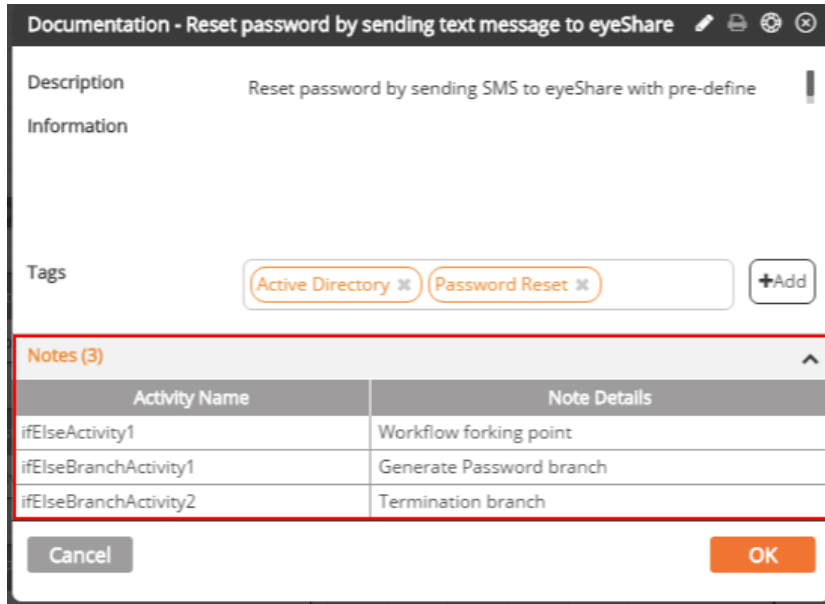 Documentation - Reset password by sending text message to eyeShare
Description
Reset password by sending SMS to eyeShare with pre-define
Information
Tags
Active Directory ✖ Password Reset ✖ +Add
Notes (3)
Activity Name Note Details
ifElseActivity1 Workflow forking point
ifElseBranchActivity1 Generate Password branch
ifElseBranchActivity2 Termination branch
Cancel OK